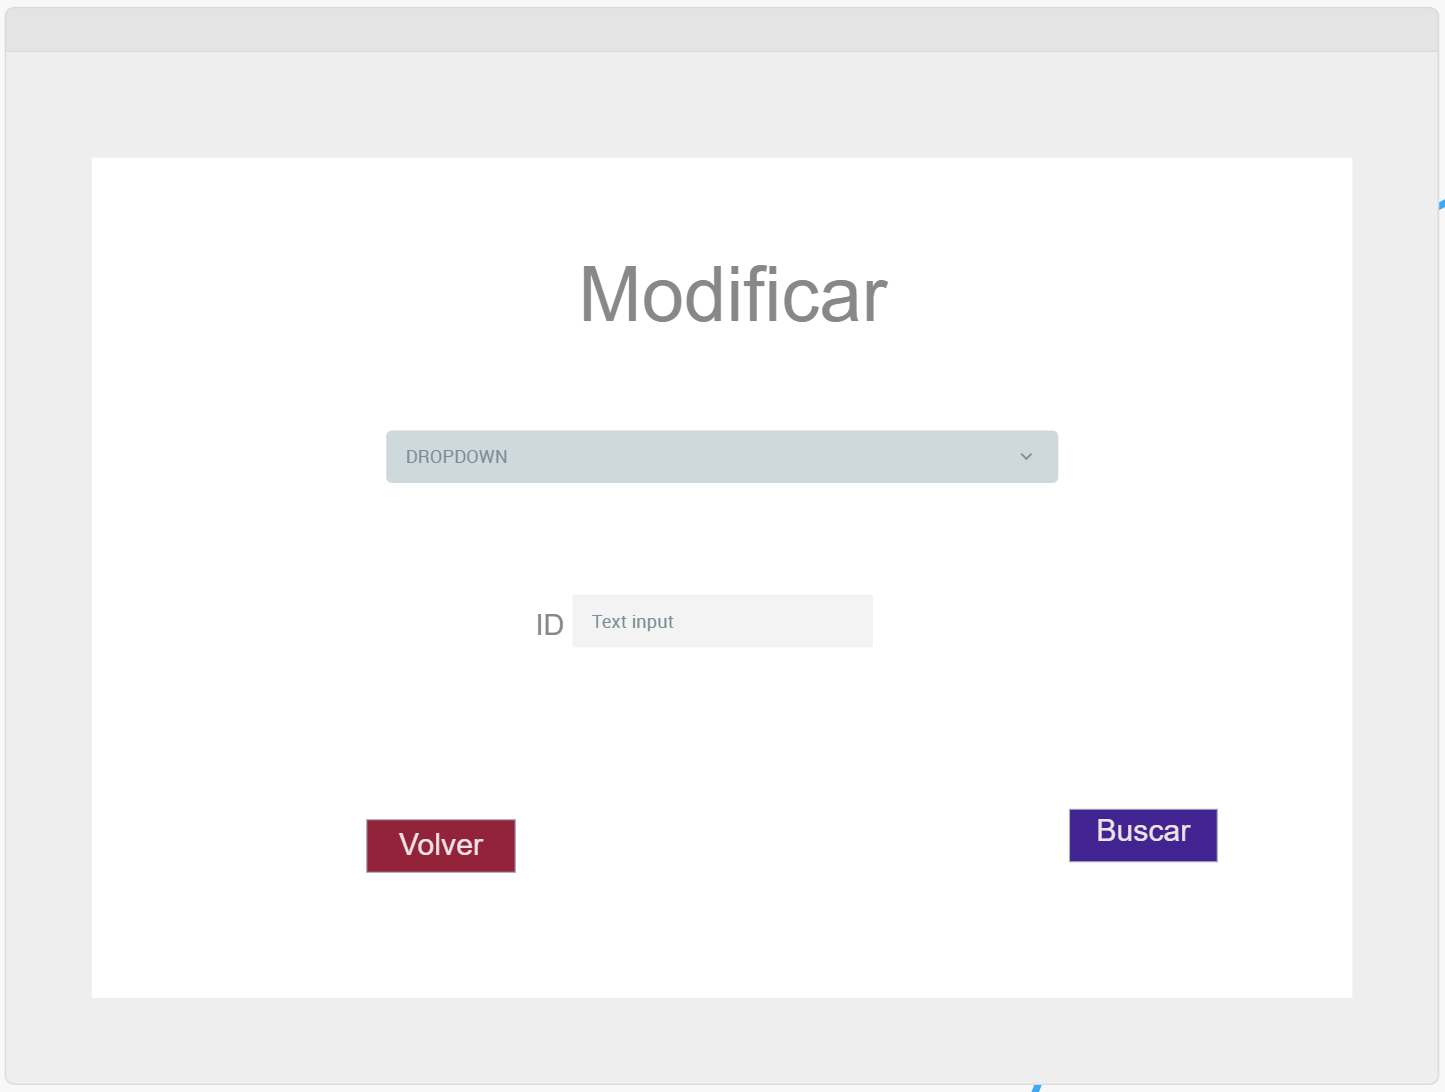 Modificar
DROPDOWN
ID Text input
Volver
Buscar